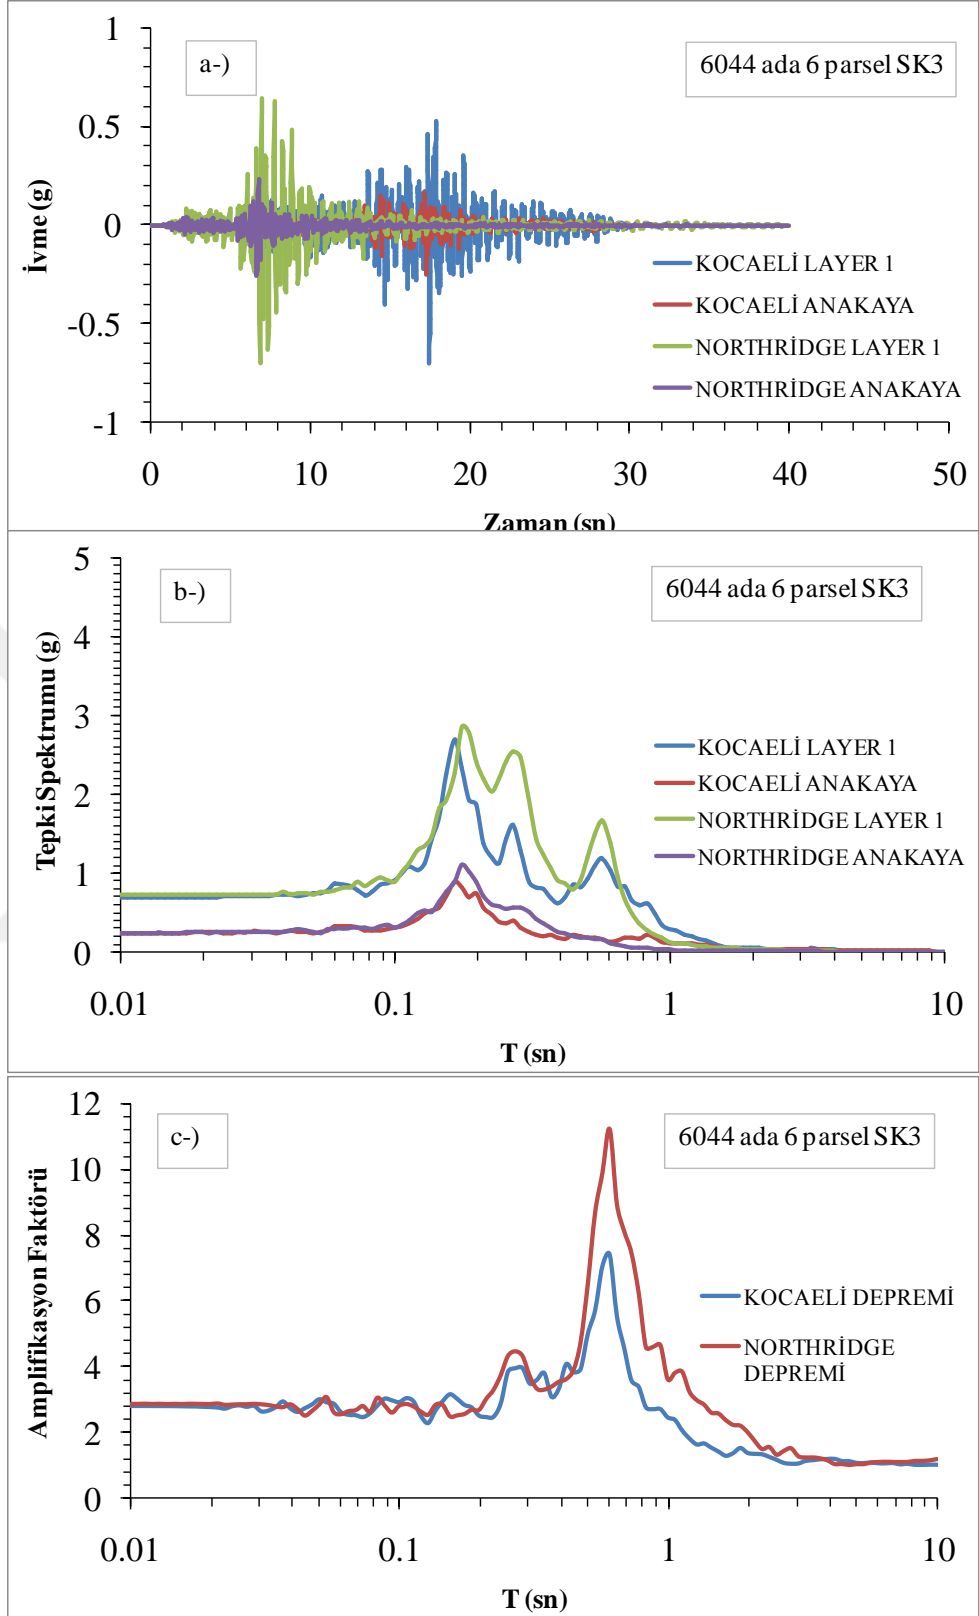 a-)
6044 ada 6 parsel SK3
İvme (g)
1
0.5
0
-0.5
-1
KOCAELİ LAYER 1
KOCAELİ ANAKAYA
NORTHRİDGE LAYER 1
NORTHRİDGE ANAKAYA
0 10 20 30 40 50
Zaman (sn)
b-)
6044 ada 6 parsel SK3
Tepki Spektrumu (g)
5
4
3
2
1
0
KOCAELİ LAYER 1
KOCAELİ ANAKAYA
NORTHRİDGE LAYER 1
NORTHRİDGE ANAKAYA
0.01 0.1 1 10
T (sn)
c-)
6044 ada 6 parsel SK3
Amplifikasyon Faktörü
12
10
8
6
4
2
0
KOCAELİ DEPREMİ
NORTHRİDGE
DEPREMİ
0.01 0.1 1 10
T (sn)